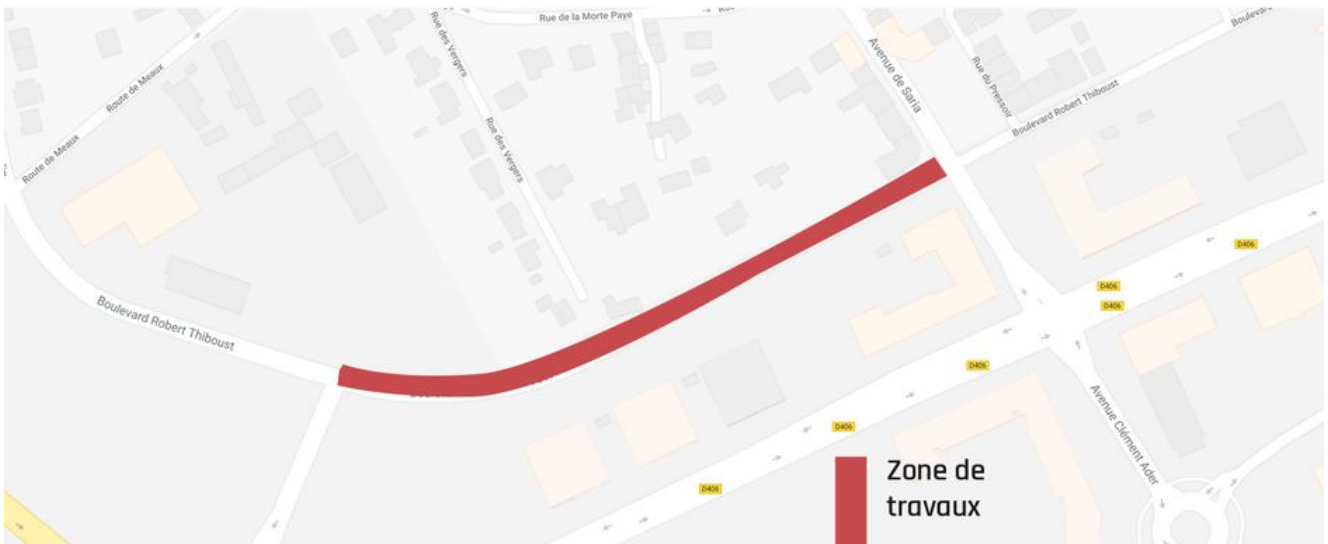 Rue de la Morte Paye
Boulevard
Route de Meaux
Rue des Vergers
Avenue de Saria
Rue du Pressoir
Boulevard Robert Thiboust
Rue des Vergers
Route de Meaux
D406
D406
D406
Boulevard Robert Thiboust
D406
Avenue Clément Ader
D406
D406
Zone de
travaux